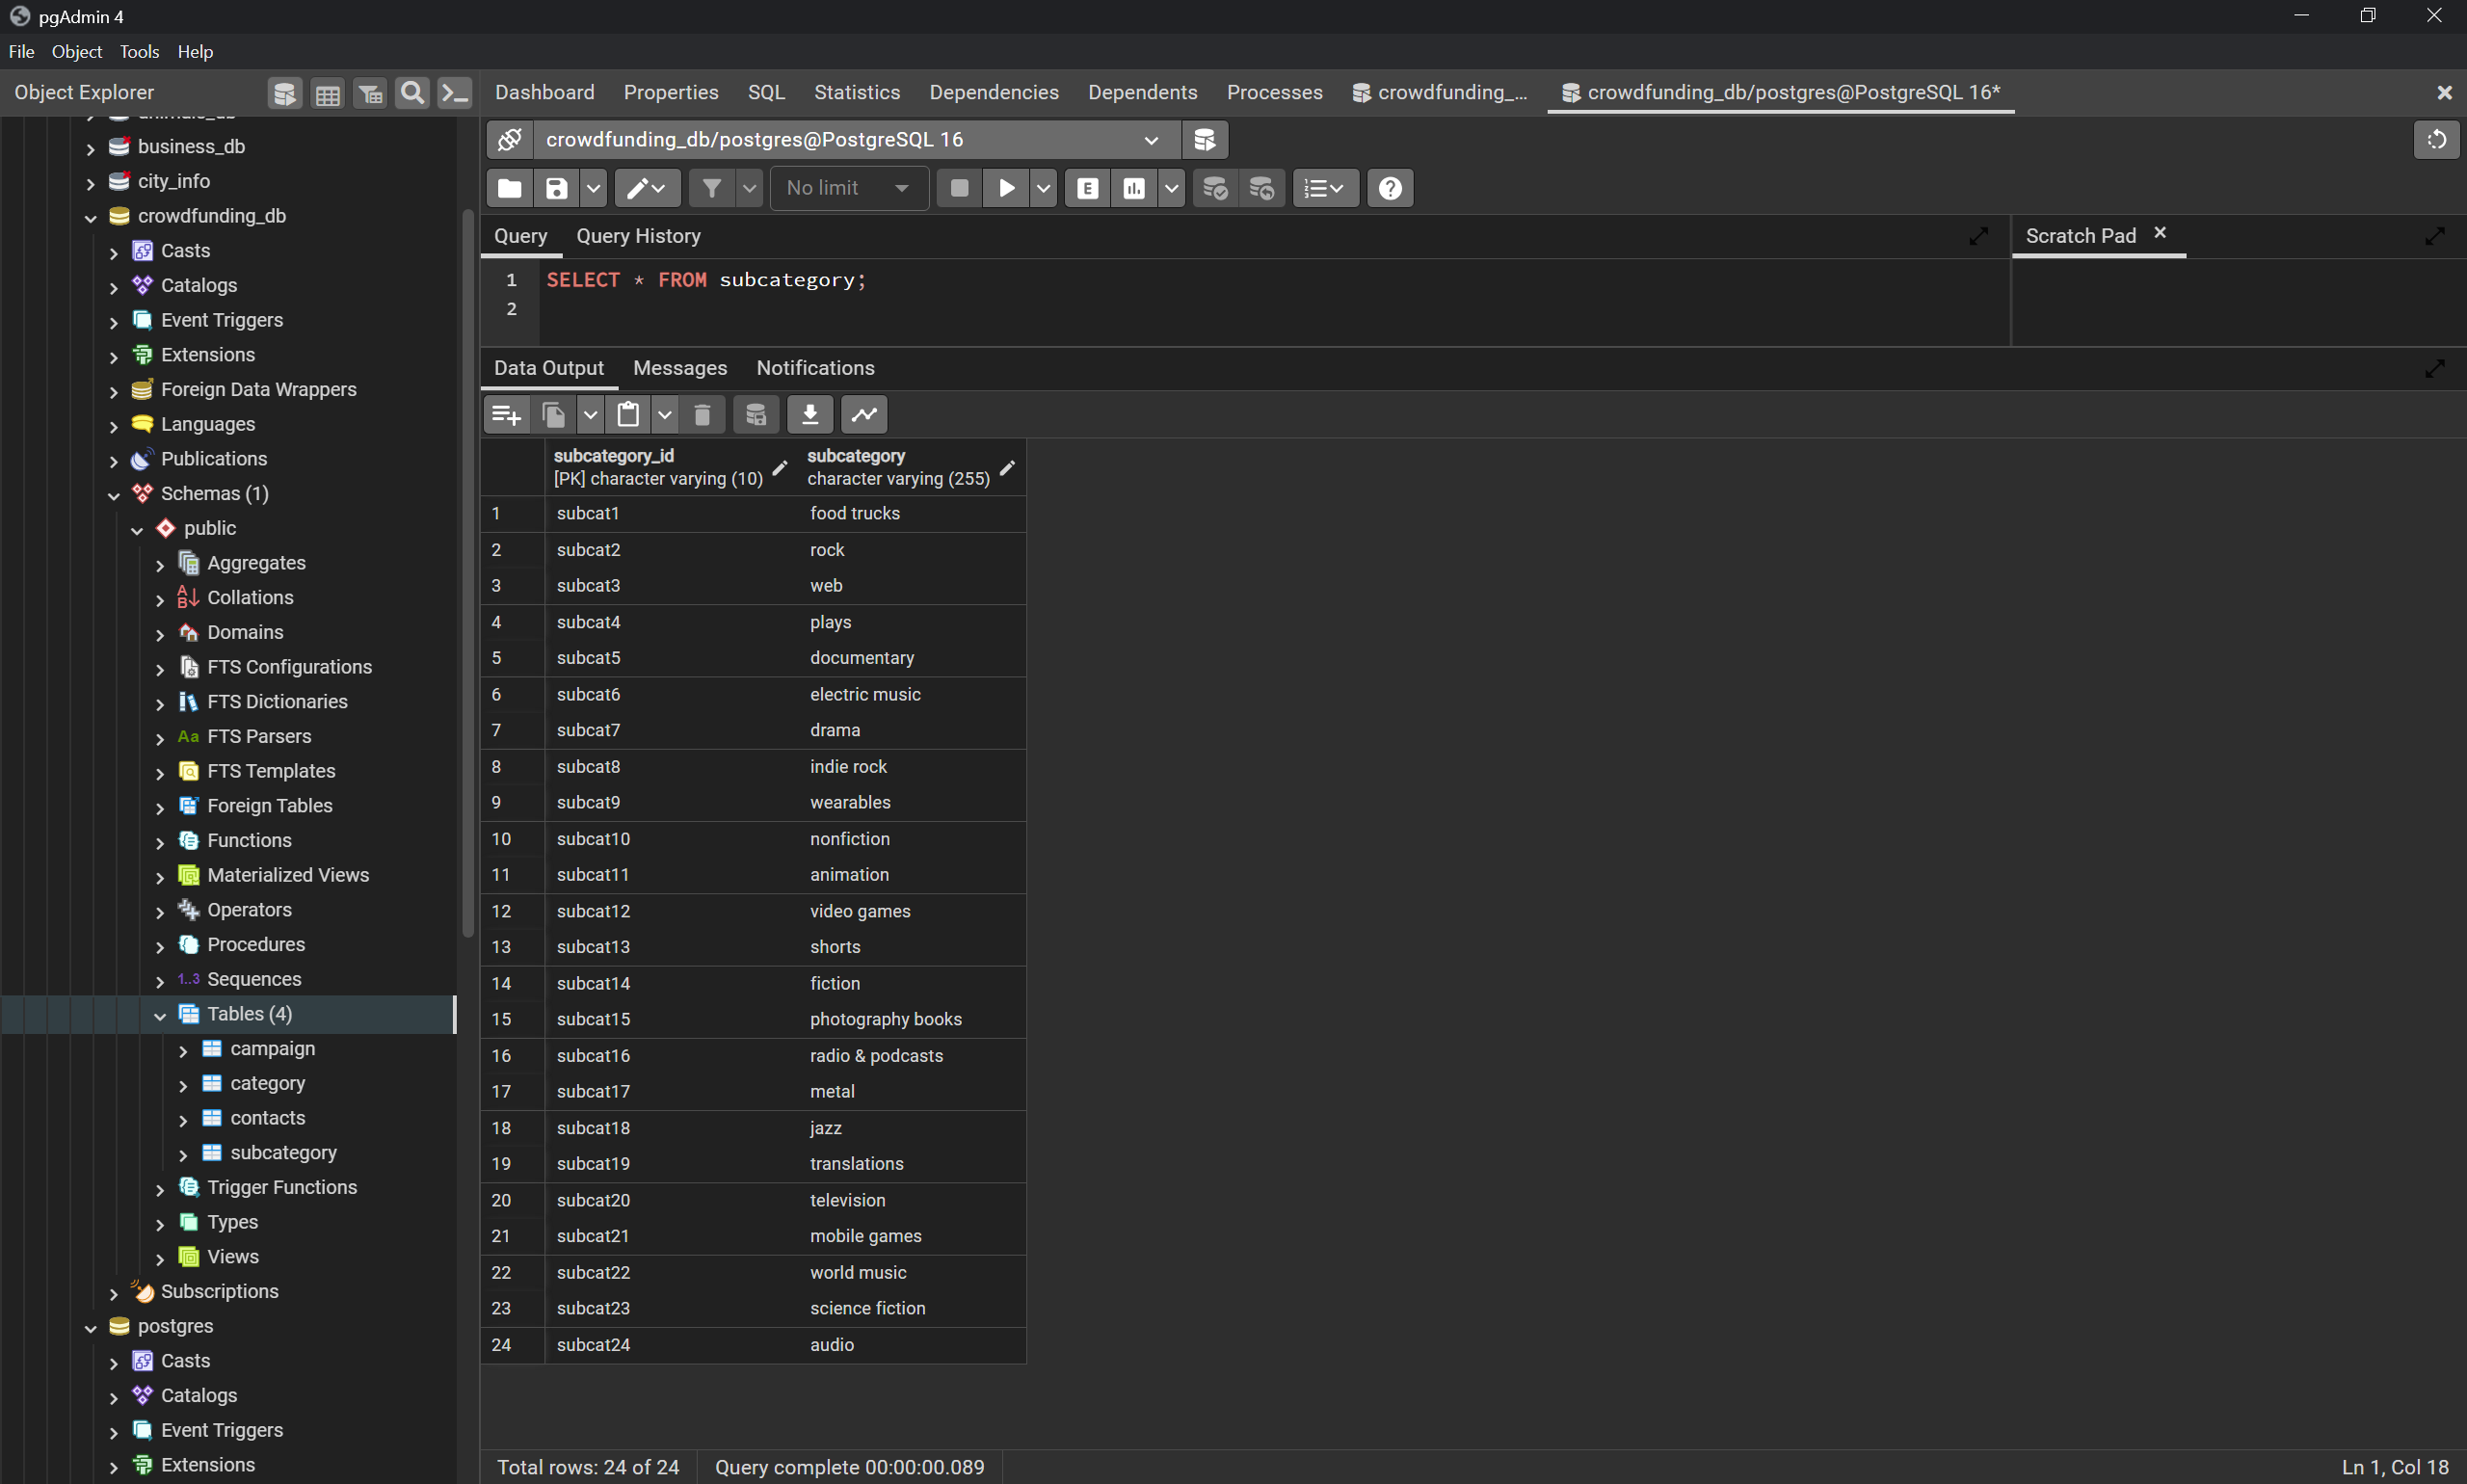 pgAdmin 4
File Object Tools Help
Object Explorer
Dashboard Properties SQL Statistics Dependencies Dependents Processes crowdfunding_... crowdfunding_db/postgres@PostgreSQL 16*
business_db
city_info
crowdfunding_db
Casts
Catalogs
Event Triggers
Extensions
Foreign Data Wrappers
Languages
Publications
Schemas (1)
public
Aggregates
Collations
Domains
FTS Configurations
FTS Dictionaries
Aa FTS Parsers
FTS Templates
Foreign Tables
Functions
Materialized Views
Operators
Procedures
1..3 Sequences
Tables (4)
campaign
category
contacts
subcategory
Trigger Functions
Types
Views
Subscriptions
postgres
Casts
Catalogs
Event Triggers
Extensions
crowdfunding_db/postgres@PostgreSQL 16
No limit
E
Query Query History
Scratch Pad
1 SELECT * FROM subcategory;
2
Data Output Messages Notifications
subcategory_id subcategory
[PK] character varying (10) character varying (255)
1 subcat1 food trucks
2 subcat2 rock
3 subcat3 web
4 subcat4 plays
5 subcat5 documentary
6 subcat6 electric music
7 subcat7 drama
8 subcat8 indie rock
9 subcat9 wearables
10 subcat10 nonfiction
11 subcat11 animation
12 subcat12 video games
13 subcat13 shorts
14 subcat14 fiction
15 subcat15 photography books
16 subcat16 radio & podcasts
17 subcat17 metal
18 subcat18 jazz
19 subcat19 translations
20 subcat20 television
21 subcat21 mobile games
22 subcat22 world music
23 subcat23 science fiction
24 subcat24 audio
Total rows: 24 of 24 Query complete 00:00:00.089 Ln 1, Col 18